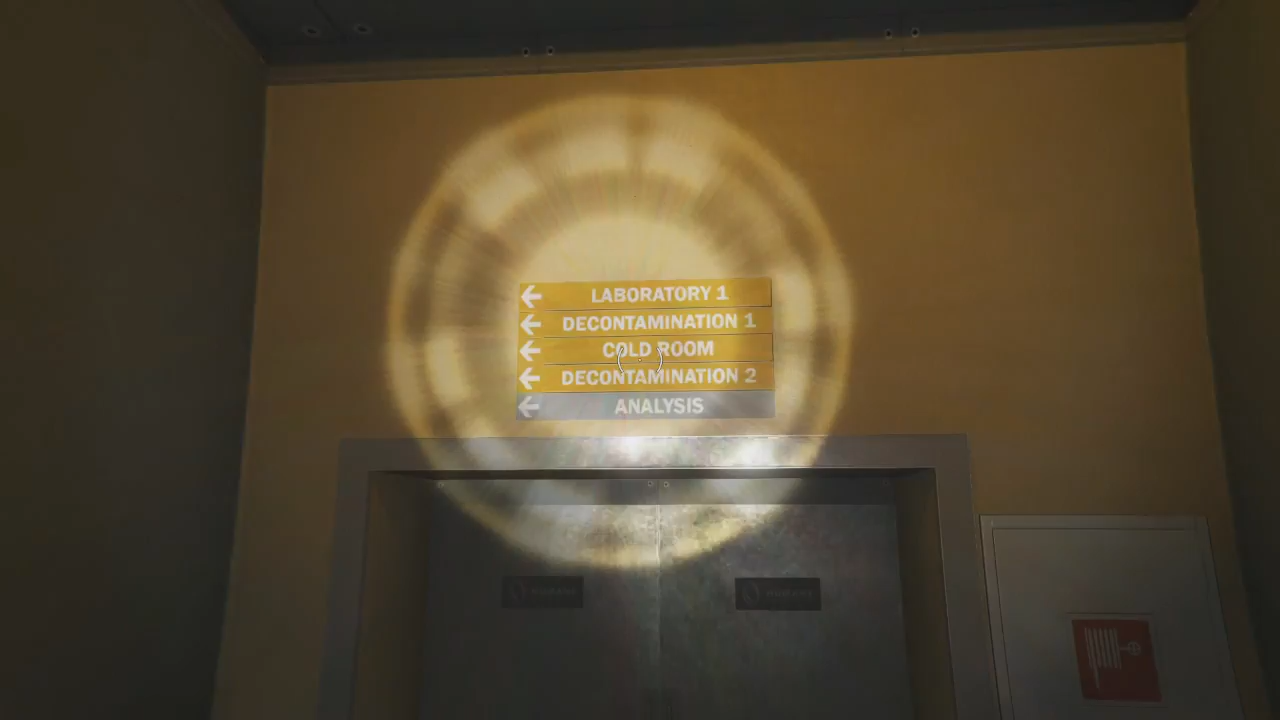 LABORATORY 1
DECONTAMINATION 1
COLD ROOM
DECONTAMINATION 2
ANALYSIS